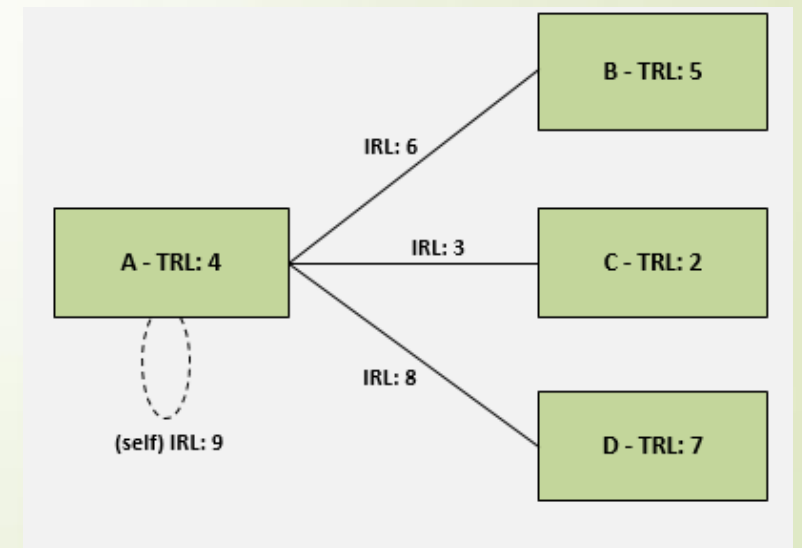 B - TRL: 5
IRL: 6
A - TRL: 4
IRL: 3
C - TRL: 2
IRL: 8
(self) IRL: 9
D - TRL: 7